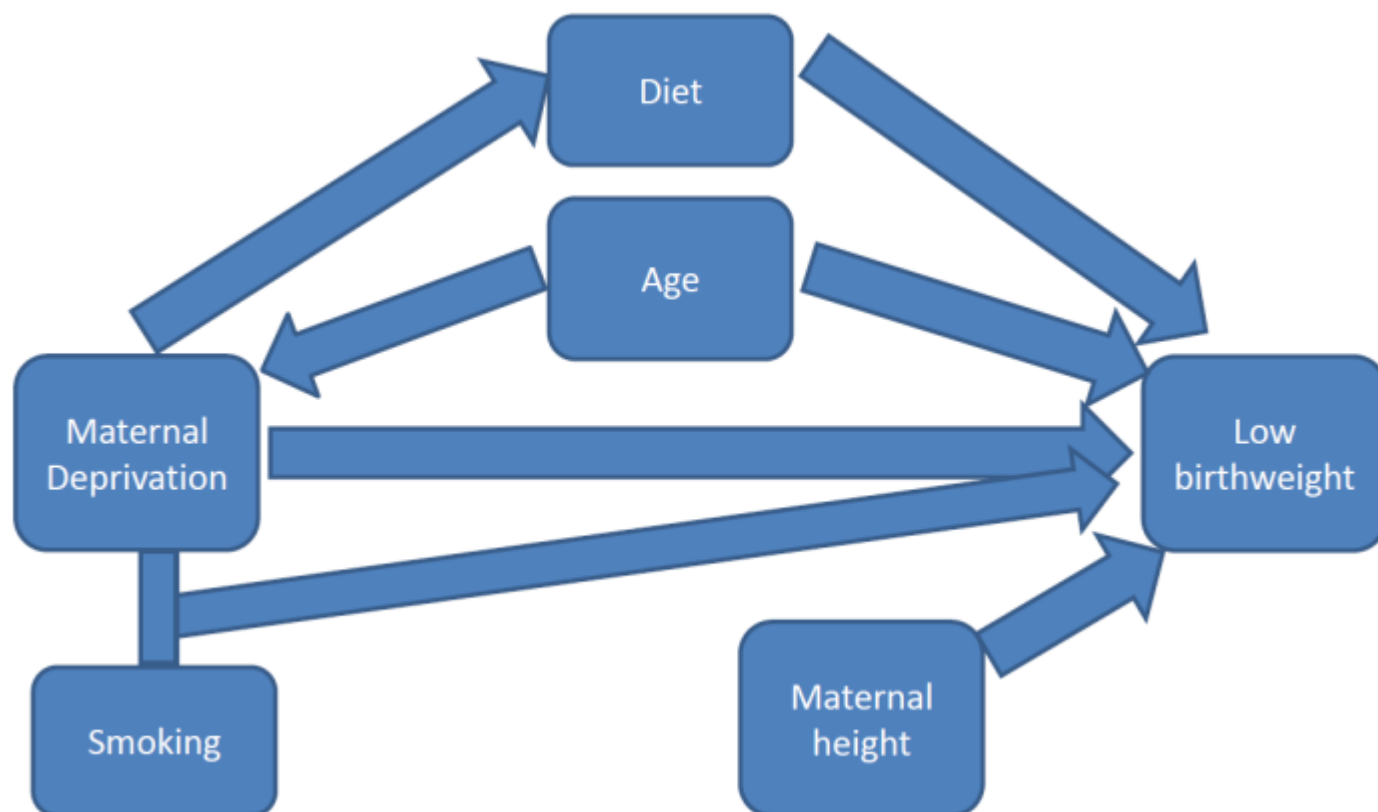 Diet
Age
Maternal
Deprivation
Low
birthweight
Maternal
height
Smoking